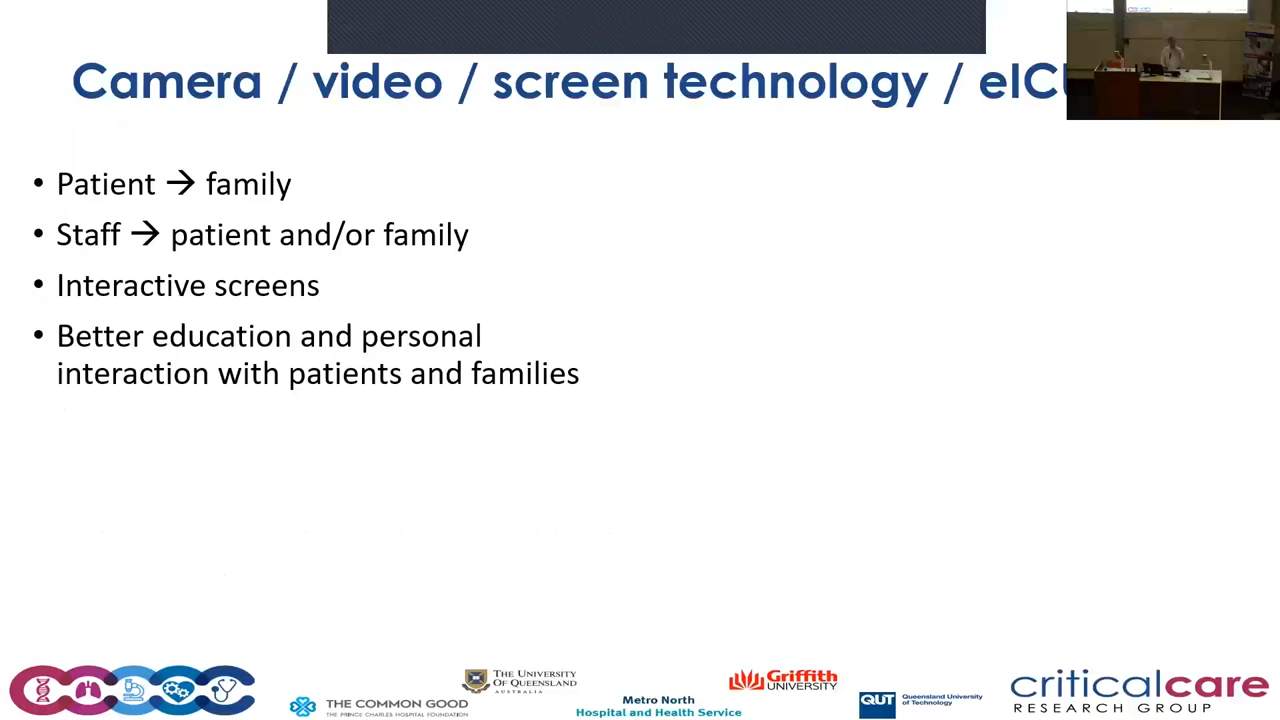 Camera / video / screen technology / eICU
• Patient → family
• Staff → patient and/or family
• Interactive screens
• Better education and personal
interaction with patients and families
THE COMMON GOOD
THE PRINCE CHARLES HOSPITAL FOUNDATION
THE UNIVERSITY
OF QUEENSLAND
AUSTRALIA
Metro North
Hospital and Health Service
Griffith
UNIVERSITY
QUT
Queensland University
of Technology
criticalcare
RESEARCH GROUP